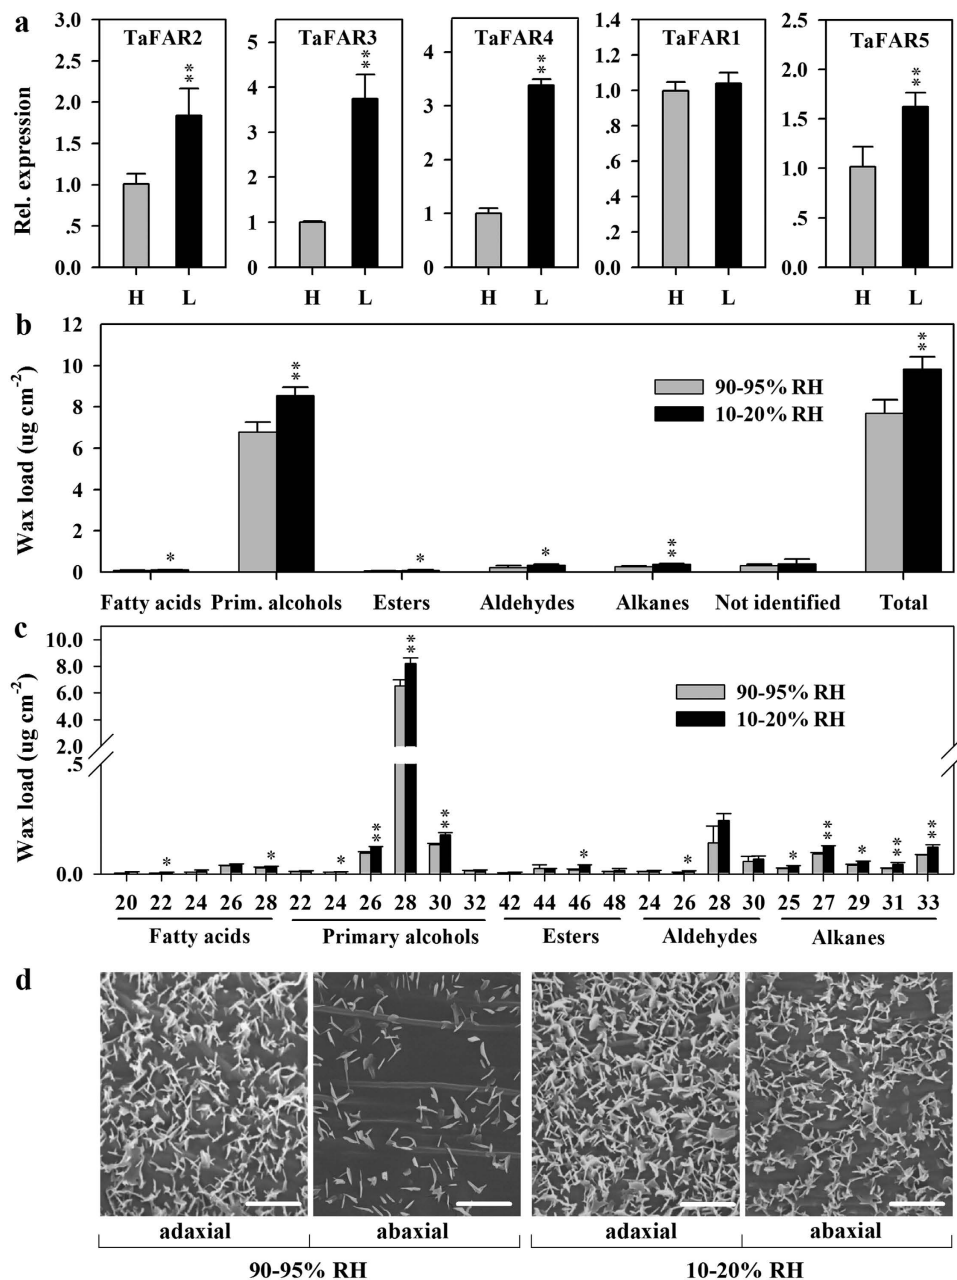 a
TaFAR2 TaFAR3 TaFAR4 TaFAR1 TaFAR5
Rel. expression
3.0
2.5
2.0
1.5
1.0
0.5
0.0
**
H L
5
4
3
2
1
0
**
H L
4
3
2
1
0
**
H L
1.4
1.2
1.0
.8
.6
.4
.2
0.0
H L
2.5
2.0
1.5
1.0
.5
0.0
**
H L
b
Wax load (ug cm-2)
12
10
8
6
4
2
0
* ** * * ** **
90-95% RH
10-20% RH
Fatty acids Prim. alcohols Esters Aldehydes Alkanes Not identified Total
c
Wax load (ug cm-2)
10.0
8.0
6.0
4.0
2.0
.5
0.0
* * * ** ** ** * * * ** * ** **
90-95% RH
10-20% RH
20 22 24 26 28 22 24 26 28 30 32 42 44 46 48 24 26 28 30 25 27 29 31 33
Fatty acids Primary alcohols Esters Aldehydes Alkanes
d
adaxial abaxial adaxial abaxial
90-95% RH 10-20% RH